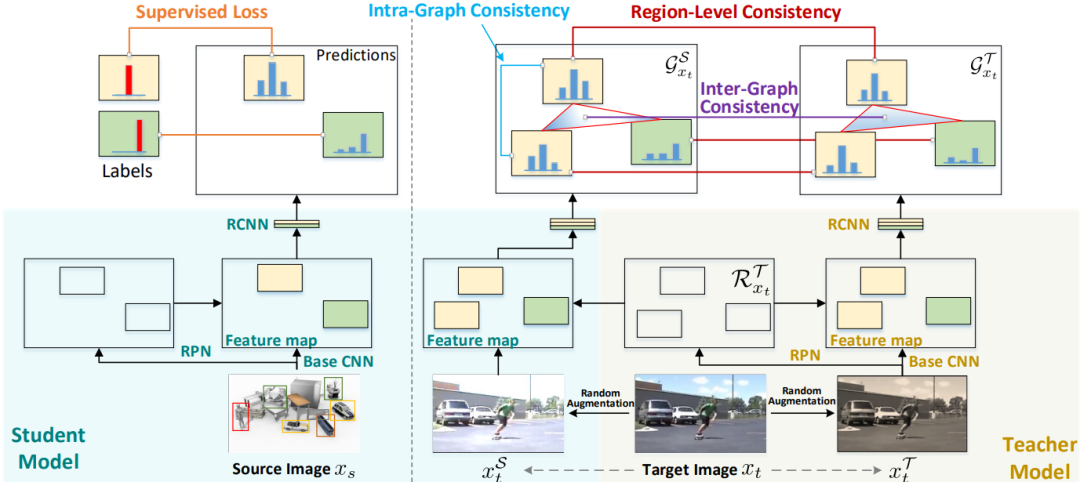 Supervised Loss
Intra-Graph Consistency
Region-Level Consistency
Predictions
Labels
$\mathcal{G}_{x_t}^{\mathcal{S}}$
$\mathcal{G}_{x_t}^{\mathcal{T}}$
Inter-Graph
Consistency
RCNN
RCNN
$\mathcal{R}_{x_t}^{\mathcal{T}}$
Feature map
Feature map
Feature map
RPN
Base CNN
RPN
Base CNN
Random
Augmentation
Random
Augmentation
Student
Model
Teacher
Model
Source Image $x_s$
$x_t^{\mathcal{S}}$
Target Image $x_t$
$x_t^{\mathcal{T}}$